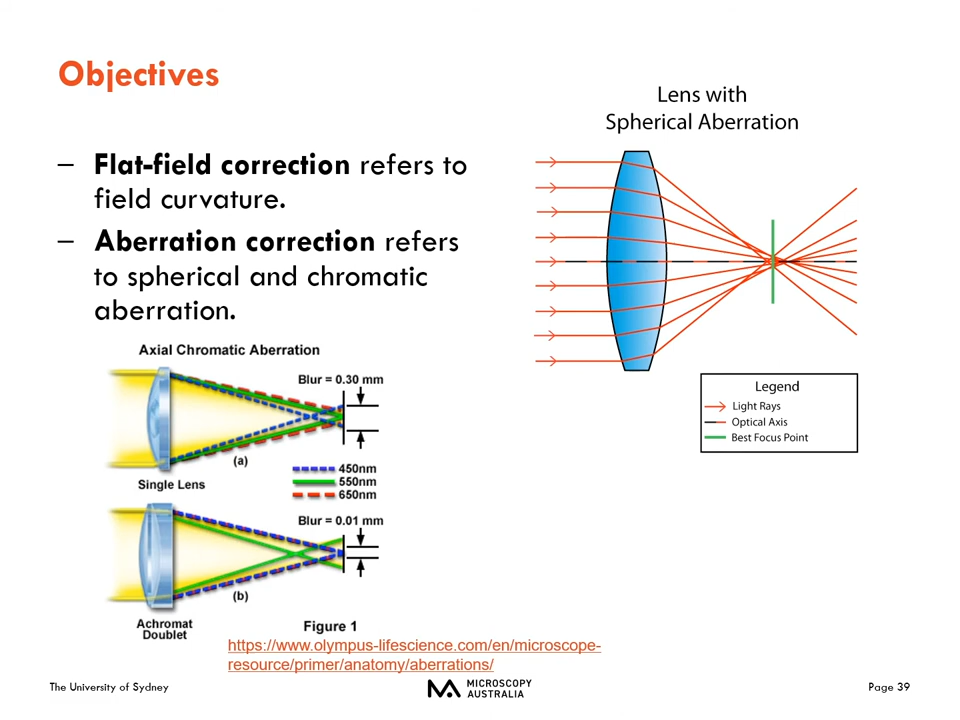 Objectives
– Flat-field correction refers to
field curvature.
– Aberration correction refers
to spherical and chromatic
aberration.
Lens with
Spherical Aberration
Legend
Light Rays
Optical Axis
Best Focus Point
Axial Chromatic Aberration
Blur = 0.30 mm
(a)
Single Lens
450nm
550nm
650nm
Blur = 0.01 mm
(b)
Achromat
Doublet
Figure 1
https://www.olympus-lifescience.com/en/microscope-
resource/primer/anatomy/aberrations/
The University of Sydney
MICROSCOPY
AUSTRALIA
Page 39